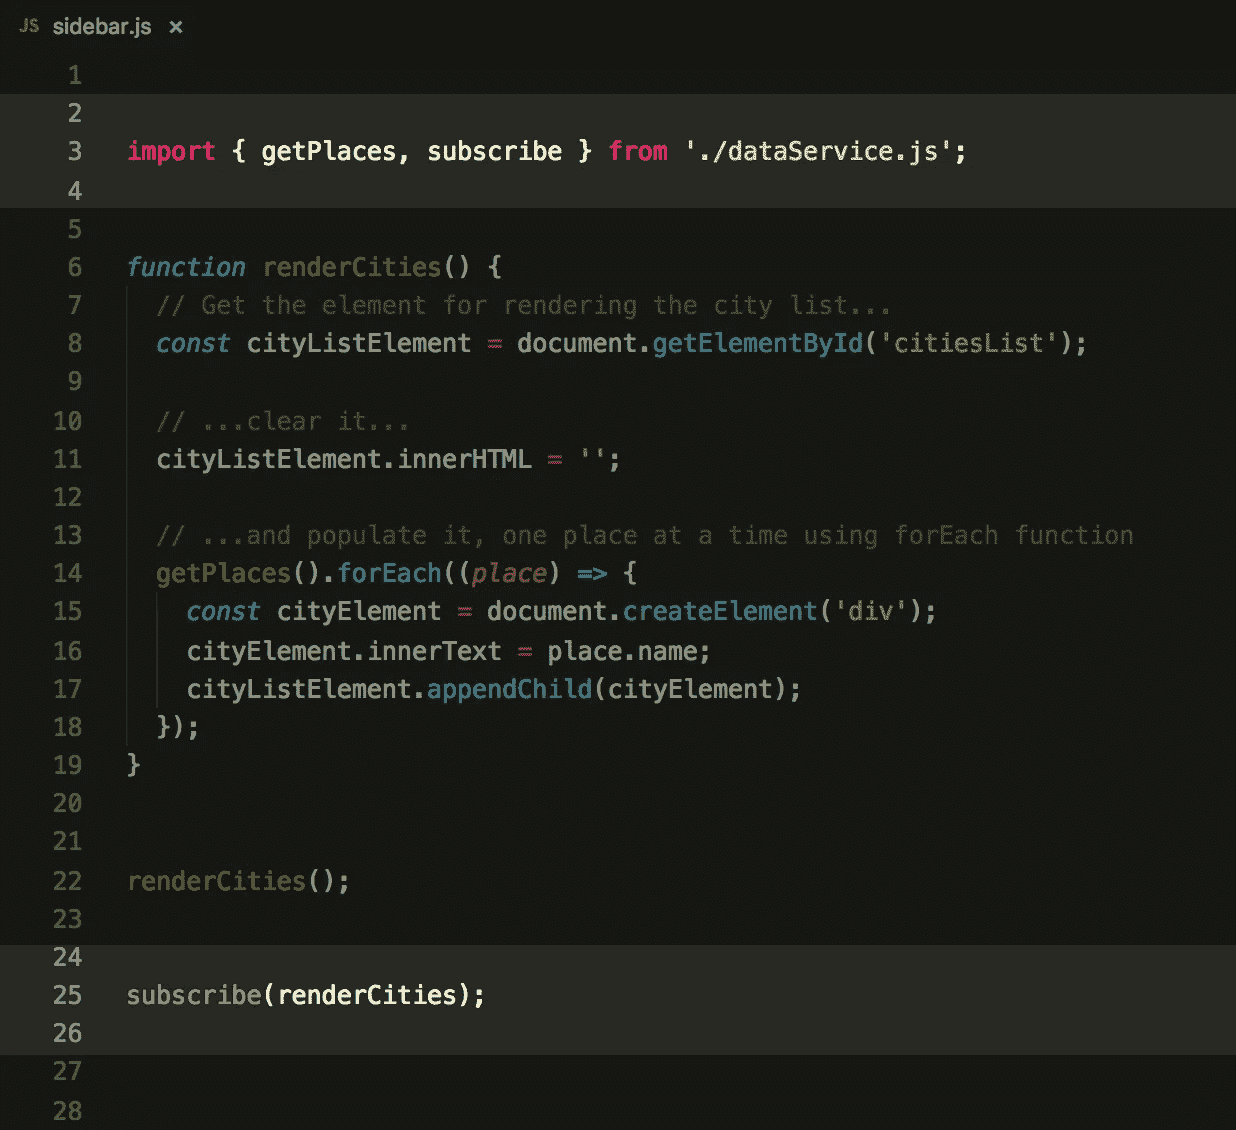 JS sidebar.js ×
1
2
3 import { getPlaces, subscribe } from './dataService.js';
4
5
6 function renderCities() {
7 // Get the element for rendering the city list...
8 const cityListElement = document.getElementById('citiesList');
9
10 // ...clear it...
11 cityListElement.innerHTML = '';
12
13 // ...and populate it, one place at a time using forEach function
14 getPlaces().forEach((place) => {
15 const cityElement = document.createElement('div');
16 cityElement.innerText = place.name;
17 cityListElement.appendChild(cityElement);
18 });
19 }
20
21
22 renderCities();
23
24
25 subscribe(renderCities);
26
27
28